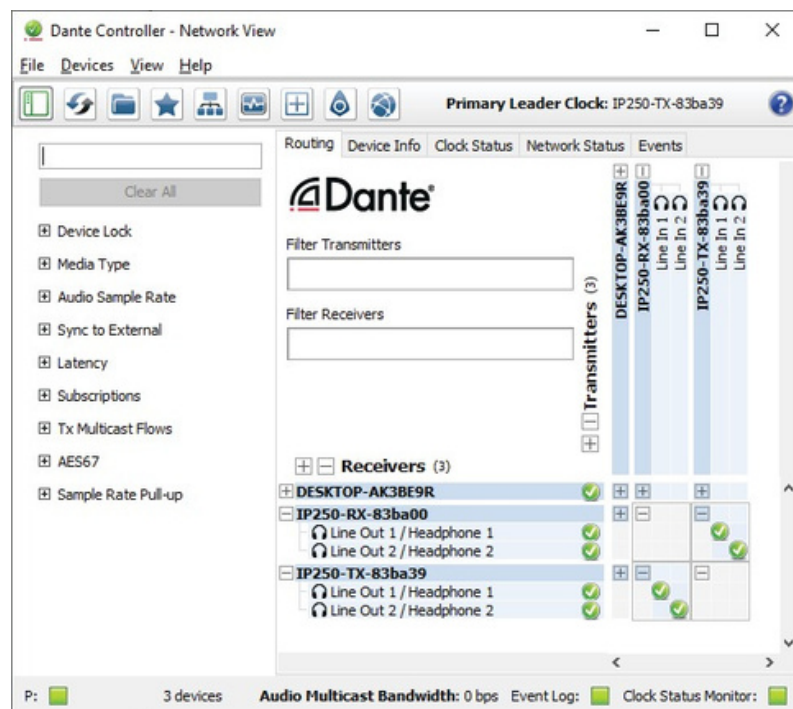 Dante Controller - Network View
File Devices View Help
Primary Leader Clock: IP250-TX-83ba39
Clear All
Device Lock
Media Type
Audio Sample Rate
Sync to External
Latency
Subscriptions
Tx Multicast Flows
AES67
Sample Rate Pull-up
Routing Device Info Clock Status Network Status Events
Dante
Filter Transmitters
Filter Receivers
Transmitters (3)
DESKTOP-AK3BE9R
IP250-RX-83ba00
Line In 1
Line In 2
IP250-TX-83ba39
Line In 1
Line In 2
Receivers (3)
DESKTOP-AK3BE9R
IP250-RX-83ba00
Line Out 1 / Headphone 1
Line Out 2 / Headphone 2
IP250-TX-83ba39
Line Out 1 / Headphone 1
Line Out 2 / Headphone 2
P: 3 devices Audio Multicast Bandwidth: 0 bps Event Log: Clock Status Monitor: